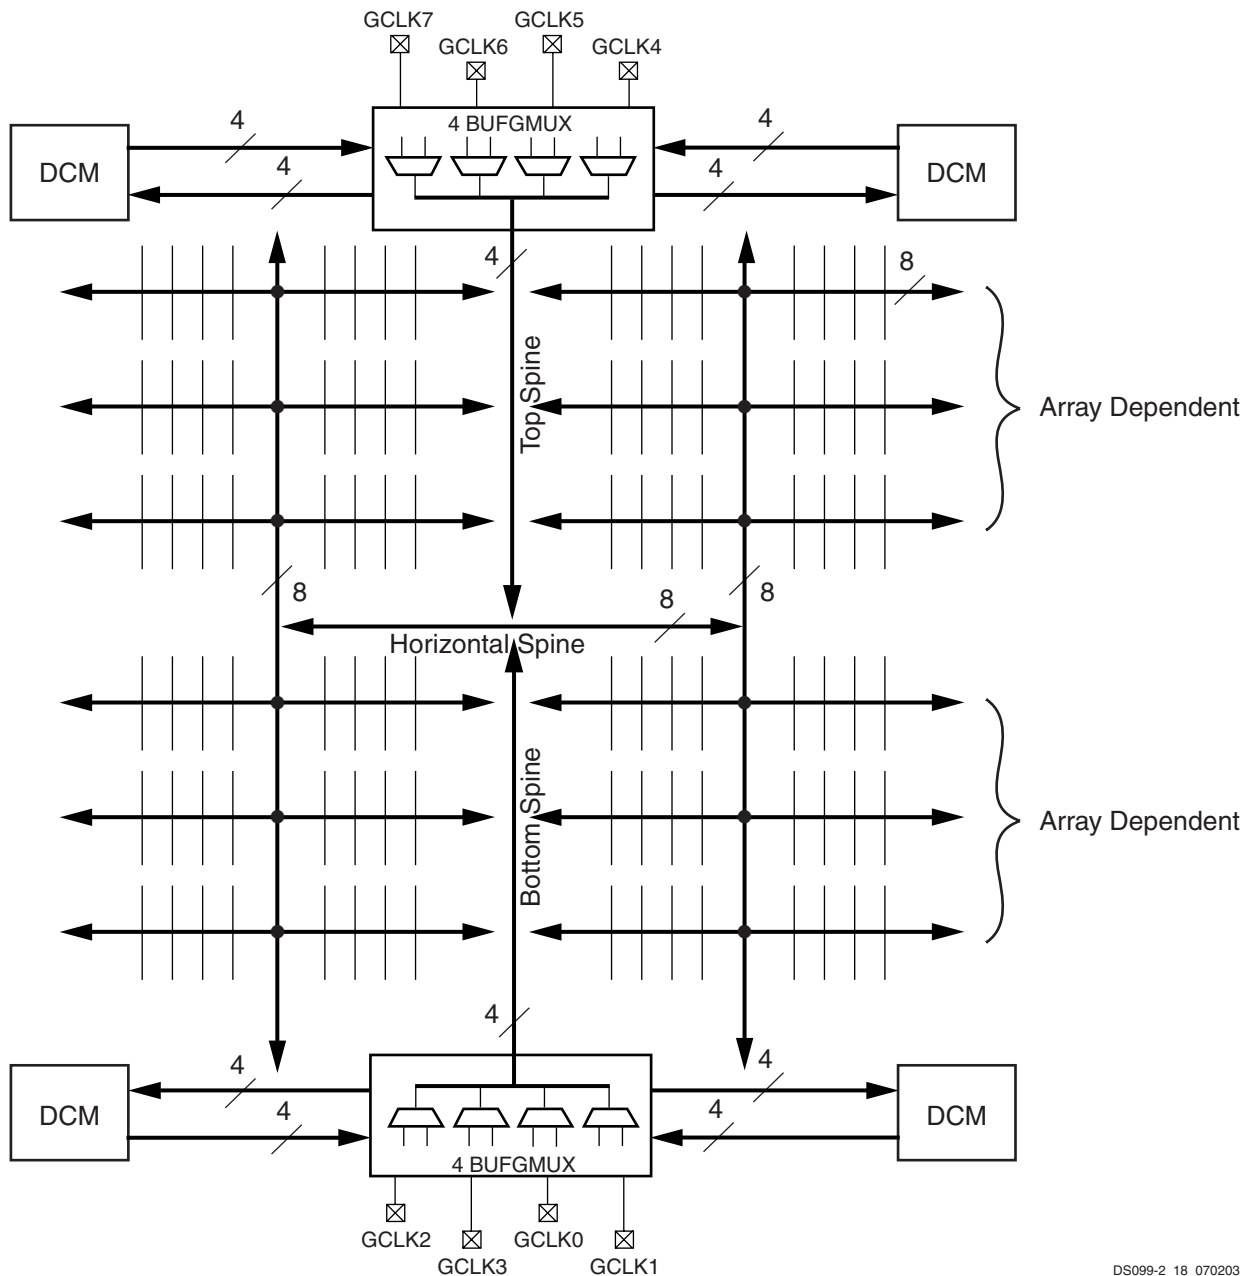 GCLK7
GCLK5
GCLK6
GCLK4
4 BUFGMUX
DCM
4
4
4
4
DCM
4
8
Top Spine
Array Dependent
8
8
8
Horizontal Spine
Bottom Spine
Array Dependent
4
DCM
4
4
4
4
DCM
4 BUFGMUX
GCLK2
GCLK0
GCLK3
GCLK1
DS099-2_18_070203